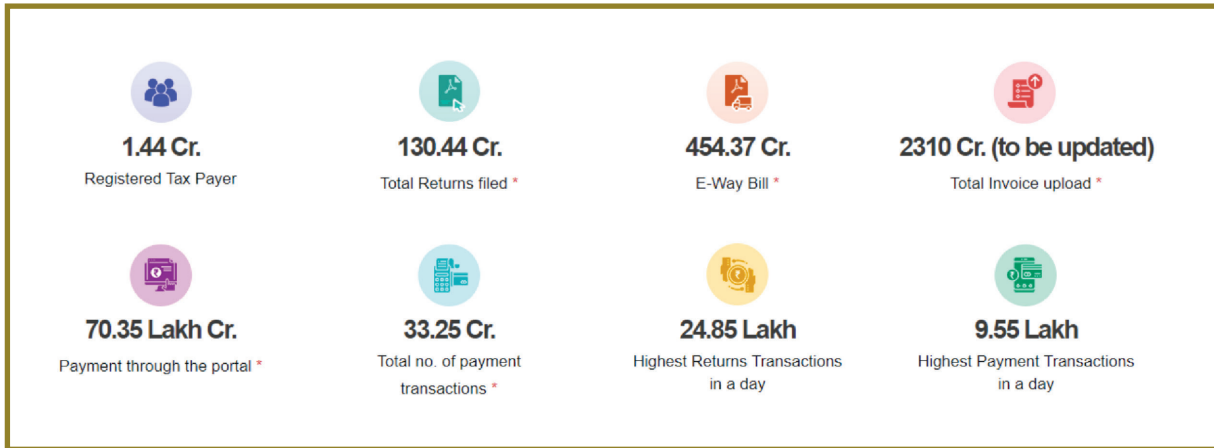 1.44 Cr.
Registered Tax Payer
130.44 Cr.
Total Returns filed *
454.37 Cr.
E-Way Bill *
2310 Cr. (to be updated)
Total Invoice upload *
70.35 Lakh Cr.
Payment through the portal *
33.25 Cr.
Total no. of payment
transactions *
24.85 Lakh
Highest Returns Transactions
in a day
9.55 Lakh
Highest Payment Transactions
in a day